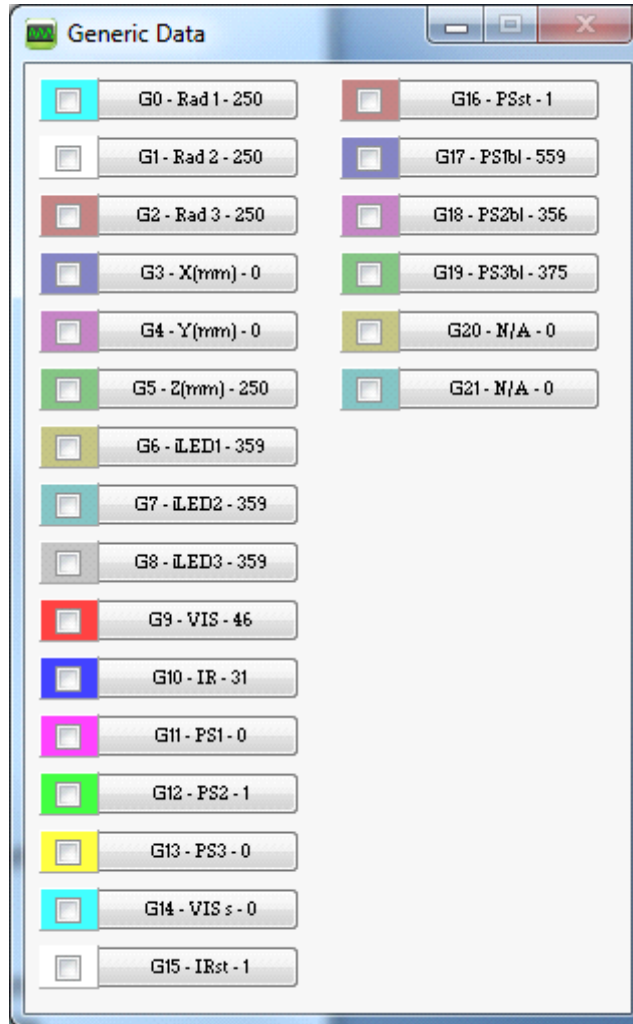 Generic Data
G0 - Rad 1 - 250
G1 - Rad 2 - 250
G2 - Rad 3 - 250
G3 - X(mm) - 0
G4 - Y(mm) - 0
G5 - Z(mm) - 250
G6 - iLED1 - 359
G7 - iLED2 - 359
G8 - iLED3 - 359
G9 - VIS - 46
G10 - IR - 31
G11 - PS1 - 0
G12 - PS2 - 1
G13 - PS3 - 0
G14 - VIS s - 0
G15 - IRst - 1
G16 - PSst - 1
G17 - PS1bl - 559
G18 - PS2bl - 356
G19 - PS3bl - 375
G20 - N/A - 0
G21 - N/A - 0